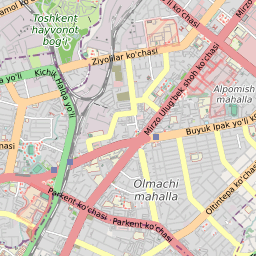 Toshkent
hayvonot
bog'i
Ziyolilar ko'chasi
Kichik Halqa yo'li
Mirzo Ulug'bek shoh ko'chasi
Alpomish
mahalla
Buyuk Ipak yo'li k
Olmachi
mahalla
Oltintepa ko'chasi
Parkent ko'chasi
Parkent ko'chasi